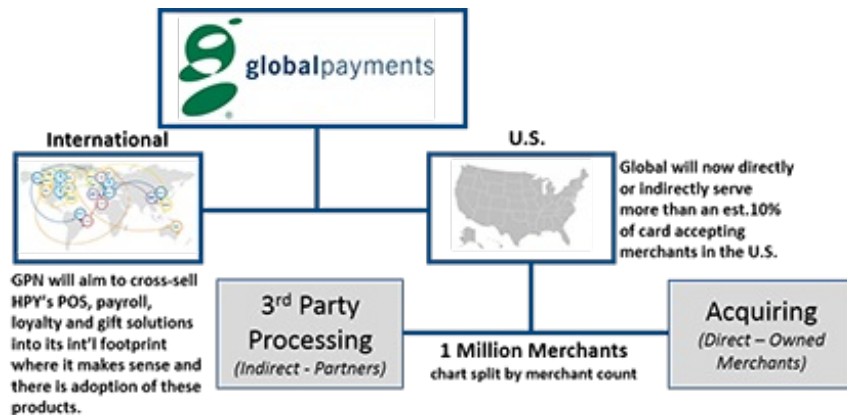 globalpayments
International
U.S.
Global will now directly
or indirectly serve
more than an est.10%
of card accepting
merchants in the U.S.
GPN will aim to cross-sell
HPY's POS, payroll,
loyalty and gift solutions
into its int'l footprint
where it makes sense and
there is adoption of these
products.
3rd Party
Processing
(Indirect - Partners)
1 Million Merchants
chart split by merchant count
Acquiring
(Direct – Owned
Merchants)